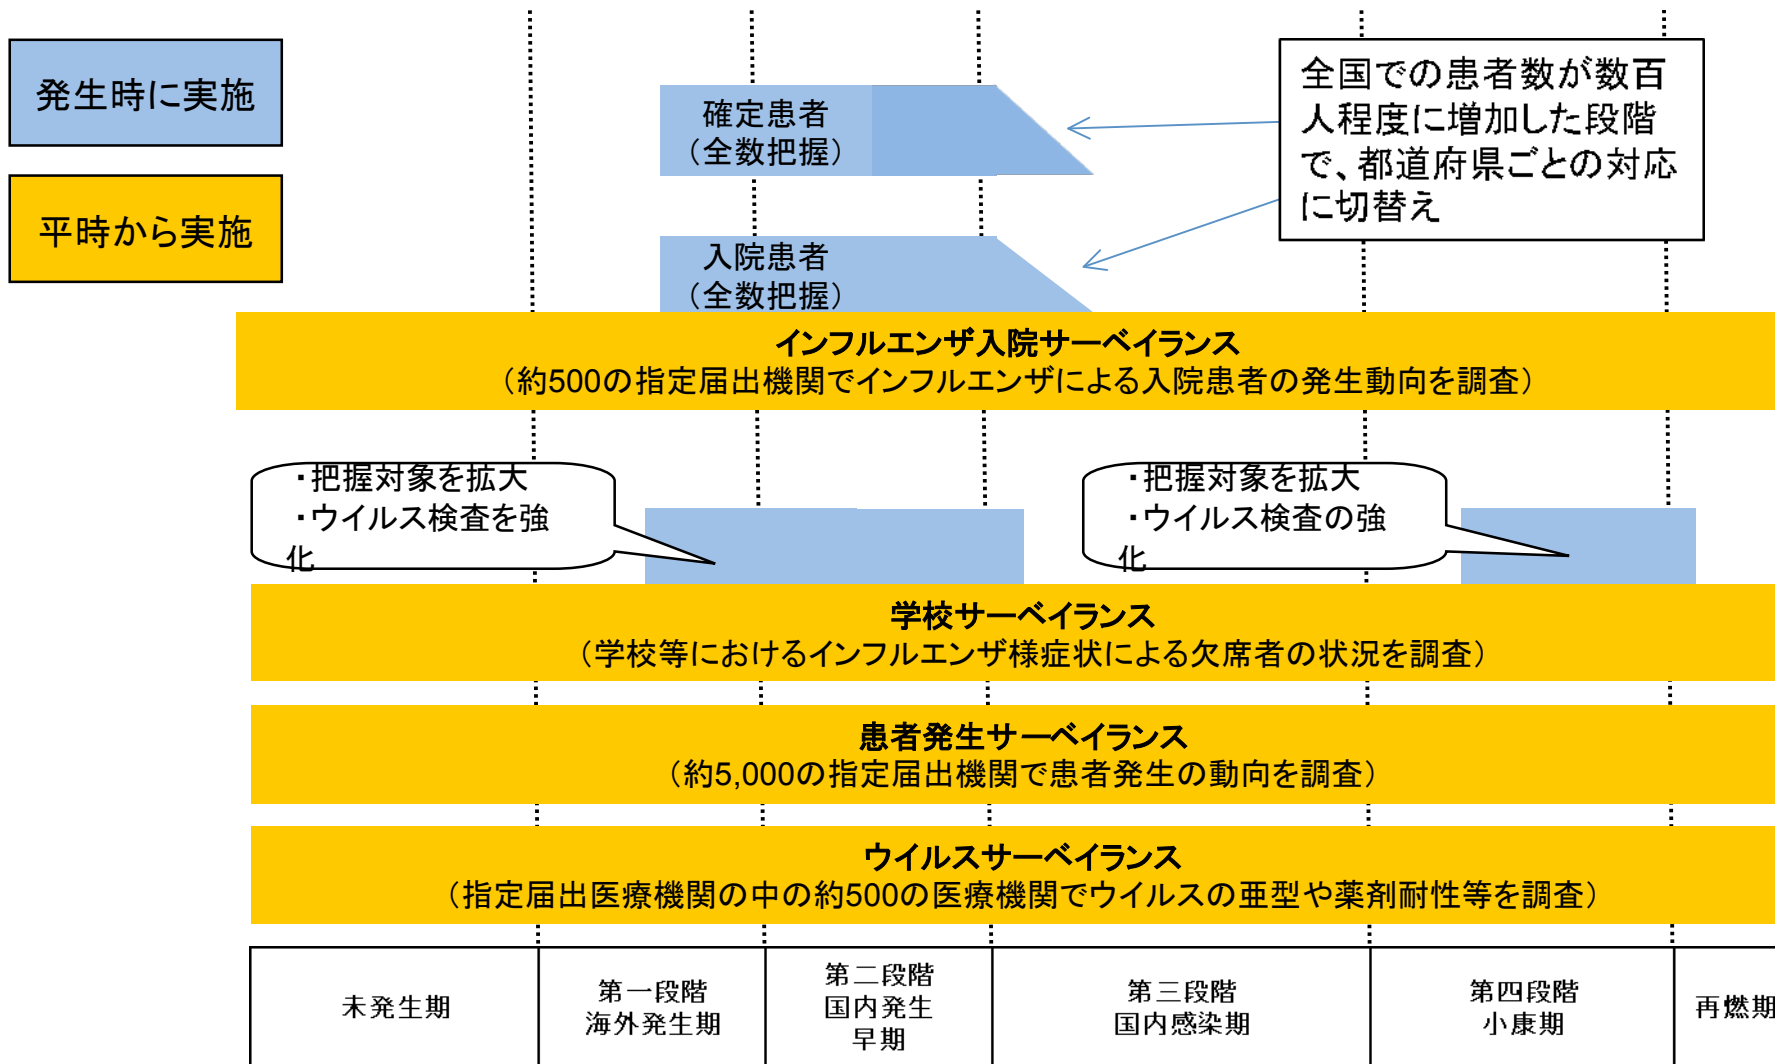 発生時に実施
平時から実施
確定患者
（全数把握）
全国での患者数が数百
人程度に増加した段階
で、都道府県ごとの対応
に切替え
入院患者
（全数把握）
インフルエンザ入院サーベイランス
（約500の指定届出機関でインフルエンザによる入院患者の発生動向を調査）
・把握対象を拡大
・ウイルス検査を強
化
・把握対象を拡大
・ウイルス検査の強
化
学校サーベイランス
（学校等におけるインフルエンザ様症状による欠席者の状況を調査）
患者発生サーベイランス
（約5,000の指定届出機関で患者発生の動向を調査）
ウイルスサーベイランス
（指定届出医療機関の中の約500の医療機関でウイルスの亜型や薬剤耐性等を調査）
未発生期
第一段階
海外発生期
第二段階
国内発生
早期
第三段階
国内感染期
第四段階
小康期
再燃期